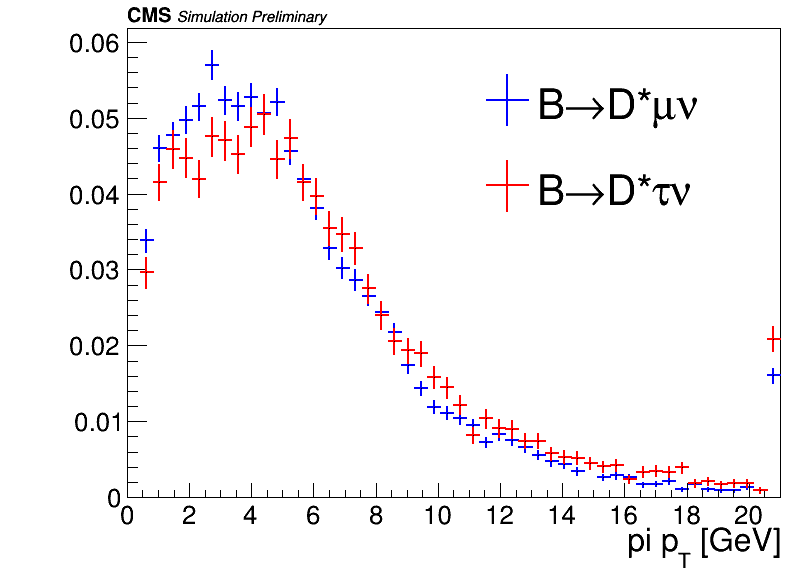 CMS Simulation Preliminary
0.06
0.05
0.04
0.03
0.02
0.01
0
B→D*μν
B→D*τν
0 2 4 6 8 10 12 14 16 18 20
pi p_T [GeV]